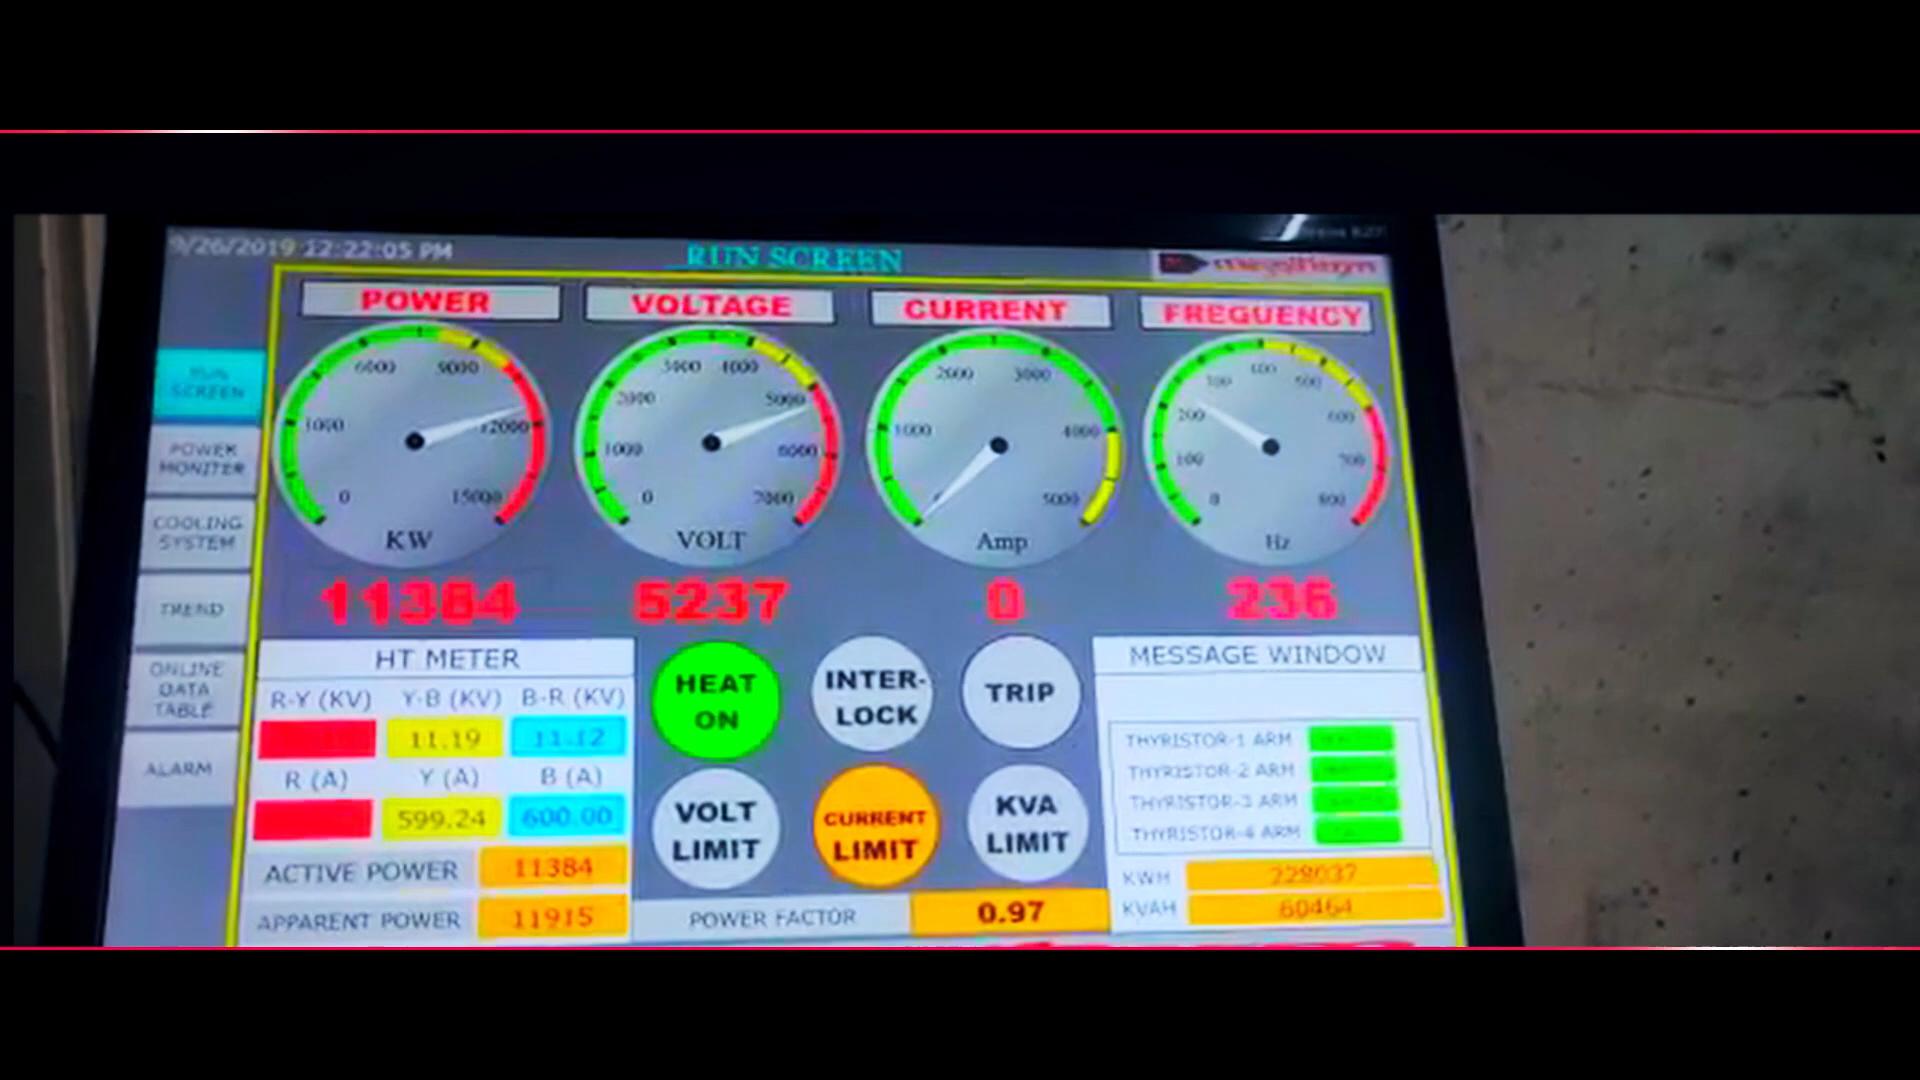 9/26/2019 12:22:05 PM
RUN SCREEN
megatherm
POWER
VOLTAGE
CURRENT
FREGUENCY
0
3000
6000
9000
12000
15000
KW
0
1000
2000
3000
4000
5000
6000
7000
VOLT
1000
2000
3000
4000
5000
Amp
0
100
200
300
400
500
600
700
800
Hz
11384
5237
0
236
RUN
SCREEN
POWER
MONITER
COOLING
SYSTEM
TREND
ONLINE
DATA
TABLE
ALARM
HT METER
R-Y (KV) Y-B (KV) B-R (KV)
11.19 11.12
R (A) Y (A) B (A)
599.24 600.00
ACTIVE POWER 11384
APPARENT POWER 11915
HEAT
ON
INTER-
LOCK
TRIP
VOLT
LIMIT
CURRENT
LIMIT
KVA
LIMIT
POWER FACTOR 0.97
MESSAGE WINDOW
THYRISTOR-1 ARM
THYRISTOR-2 ARM
THYRISTOR-3 ARM
THYRISTOR-4 ARM
KWH 228037
KVAH 60464